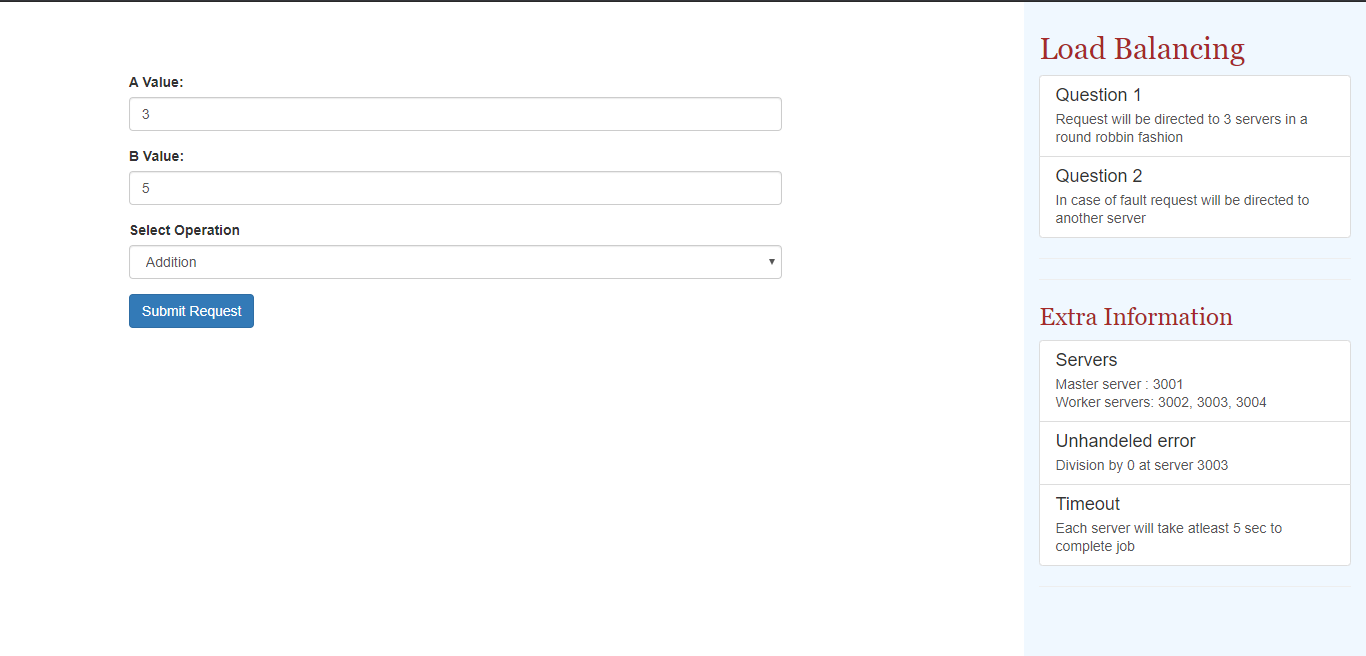 A Value:
3
B Value:
5
Select Operation
Addition
Submit Request
Load Balancing
Question 1
Request will be directed to 3 servers in a
round robbin fashion
Question 2
In case of fault request will be directed to
another server
Extra Information
Servers
Master server : 3001
Worker servers: 3002, 3003, 3004
Unhandeled error
Division by 0 at server 3003
Timeout
Each server will take atleast 5 sec to
complete job